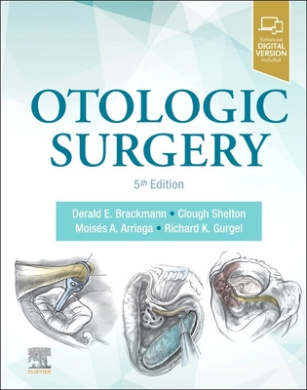 Enhanced
DIGITAL
VERSION
Included
OTOLOGIC
SURGERY
5th Edition
Derald E. Brackmann • Clough Shelton
Moisés A. Arriaga • Richard K. Gurgel
ELSEVIER